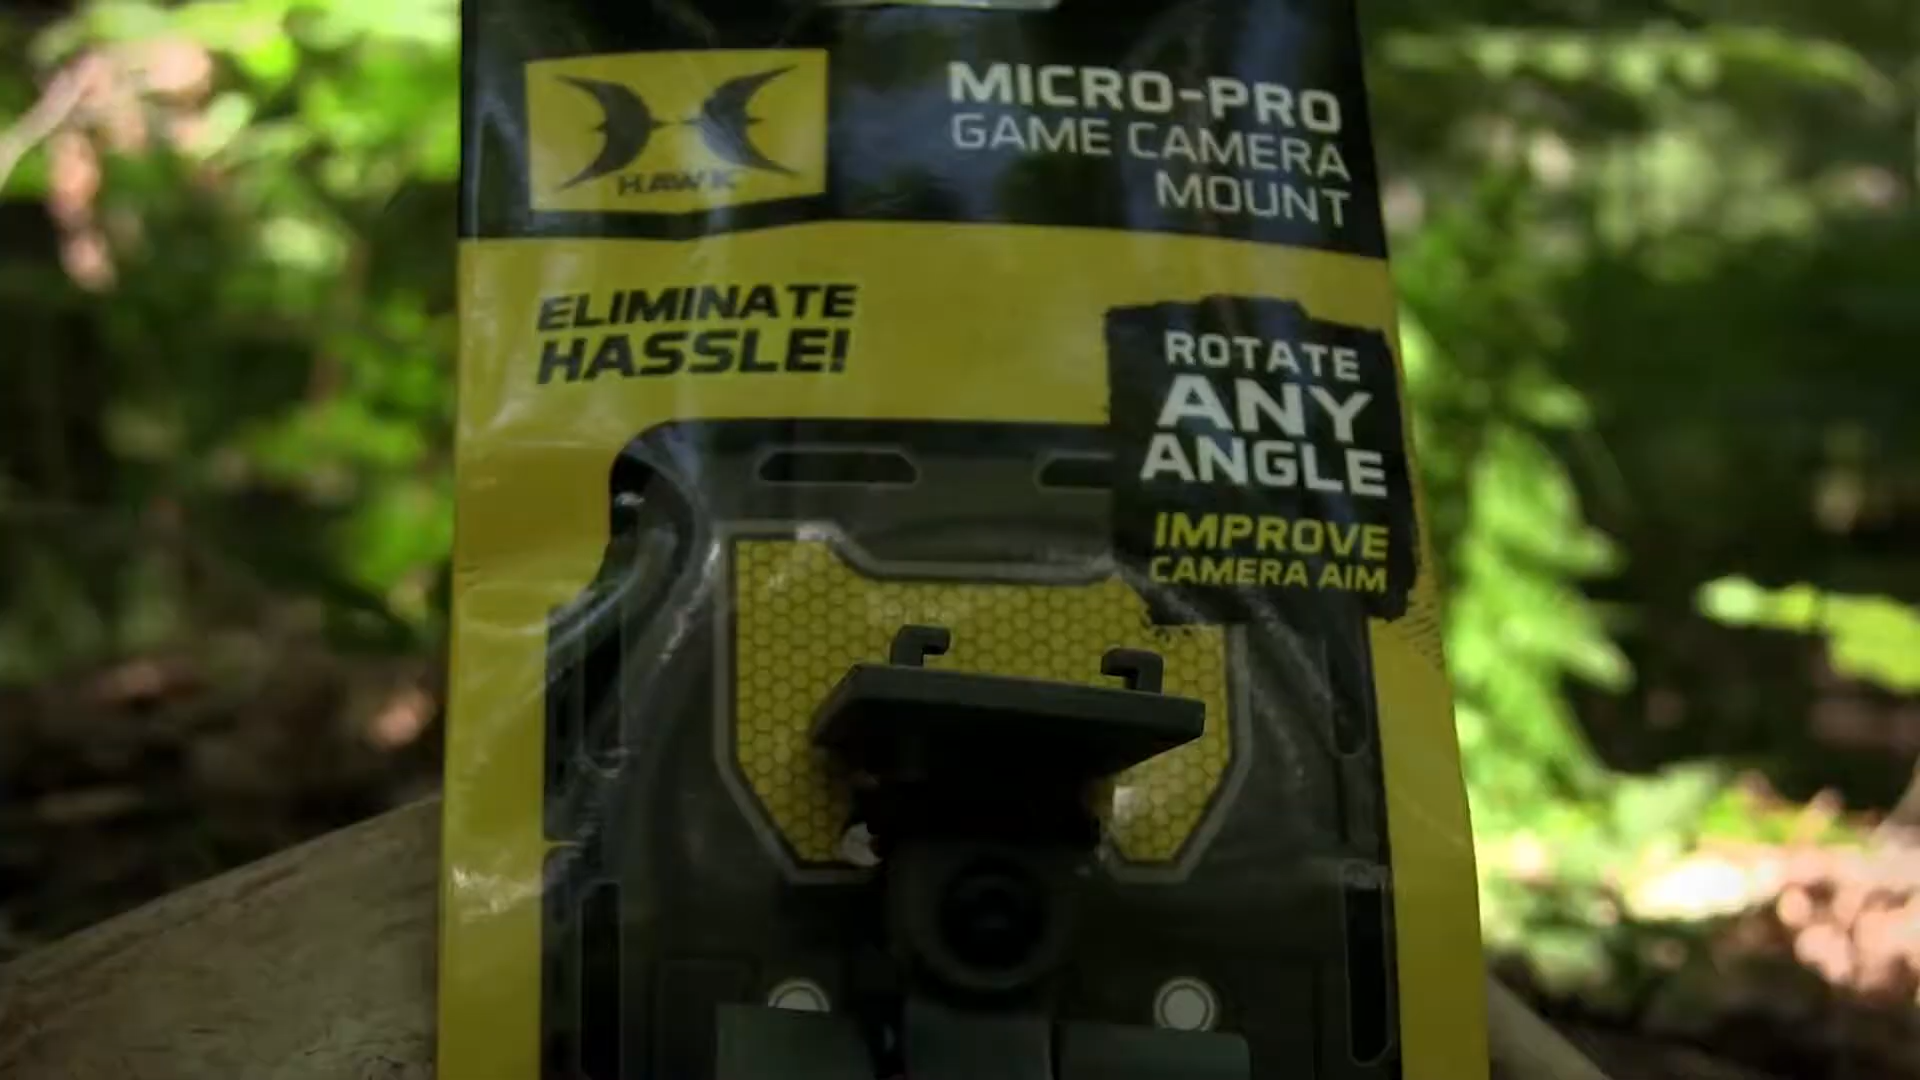 HAWK
MICRO-PRO
GAME CAMERA
MOUNT
ELIMINATE
HASSLE!
ROTATE
ANY
ANGLE
IMPROVE
CAMERA AIM